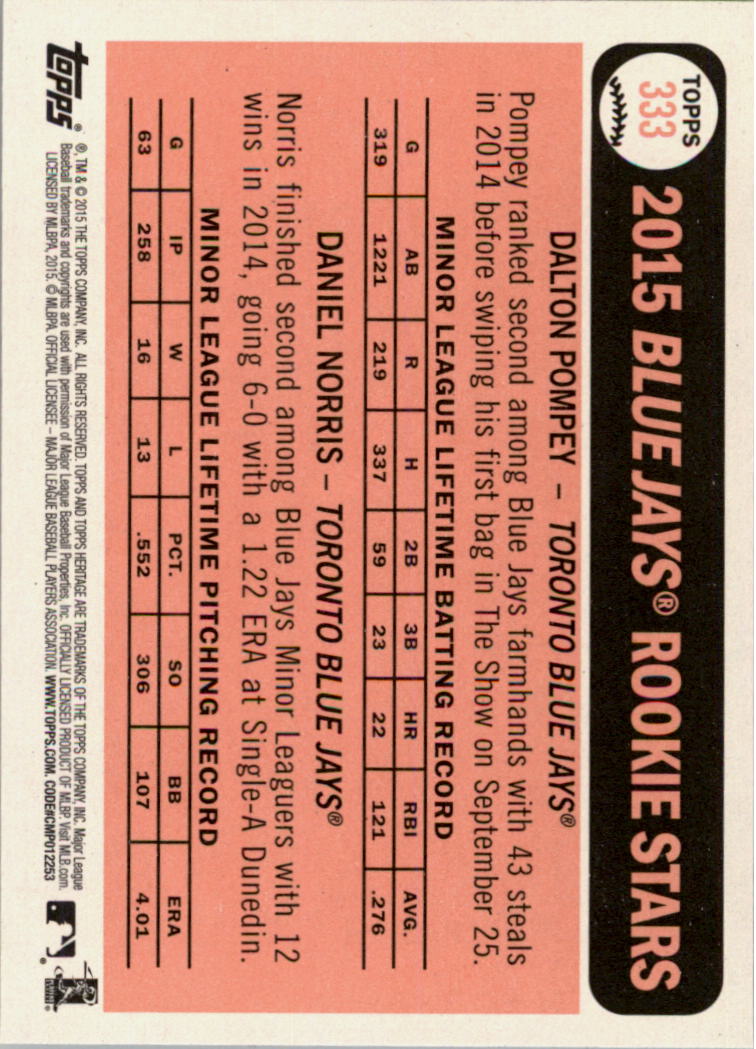 TOPPS
333
2015 BLUE JAYS® ROOKIE STARS
DALTON POMPEY – TORONTO BLUE JAYS®
Pompey ranked second among Blue Jays farmhands with 43 steals
in 2014 before swiping his first bag in The Show on September 25.
MINOR LEAGUE LIFETIME BATTING RECORD
G AB R H 2B 3B HR RBI AVG.
319 1221 219 337 59 23 22 121 .276
DANIEL NORRIS – TORONTO BLUE JAYS®
Norris finished second among Blue Jays Minor Leaguers with 12
wins in 2014, going 6-0 with a 1.22 ERA at Single-A Dunedin.
MINOR LEAGUE LIFETIME PITCHING RECORD
G IP W L PCT. SO BB ERA
63 258 16 13 .552 306 107 4.01
topps®
®, TM & © 2015 THE TOPPS COMPANY, INC. ALL RIGHTS RESERVED. TOPPS AND TOPPS HERITAGE ARE TRADEMARKS OF THE TOPPS COMPANY, INC. Major League
Baseball trademarks and copyrights are used with permission of Major League Baseball Properties, Inc. OFFICIALLY LICENSED PRODUCT OF MLBP. Visit MLB.com.
LICENSED BY MLBPA, 2015. © MLBPA. OFFICIAL LICENSEE – MAJOR LEAGUE BASEBALL PLAYERS ASSOCIATION. WWW.TOPPS.COM. CODE#CMP012253